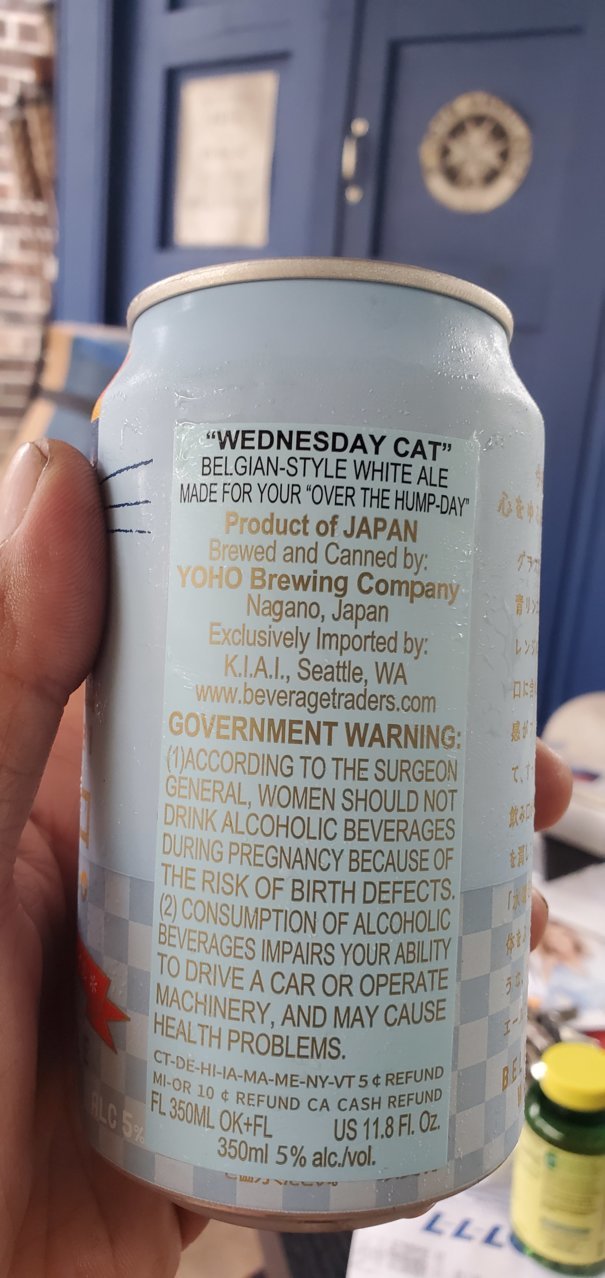 "WEDNESDAY CAT"
BELGIAN-STYLE WHITE ALE
MADE FOR YOUR "OVER THE HUMP-DAY"
Product of JAPAN
Brewed and Canned by:
YOHO Brewing Company
Nagano, Japan
Exclusively Imported by:
K.I.A.I., Seattle, WA
www.beveragetraders.com
GOVERNMENT WARNING:
(1)ACCORDING TO THE SURGEON
GENERAL, WOMEN SHOULD NOT
DRINK ALCOHOLIC BEVERAGES
DURING PREGNANCY BECAUSE OF
THE RISK OF BIRTH DEFECTS.
(2) CONSUMPTION OF ALCOHOLIC
BEVERAGES IMPAIRS YOUR ABILITY
TO DRIVE A CAR OR OPERATE
MACHINERY, AND MAY CAUSE
HEALTH PROBLEMS.
CT-DE-HI-IA-MA-ME-NY-VT 5 ¢ REFUND
MI-OR 10 ¢ REFUND CA CASH REFUND
FL 350ML OK+FL US 11.8 Fl. Oz.
350ml 5% alc./vol.
ALC 5%